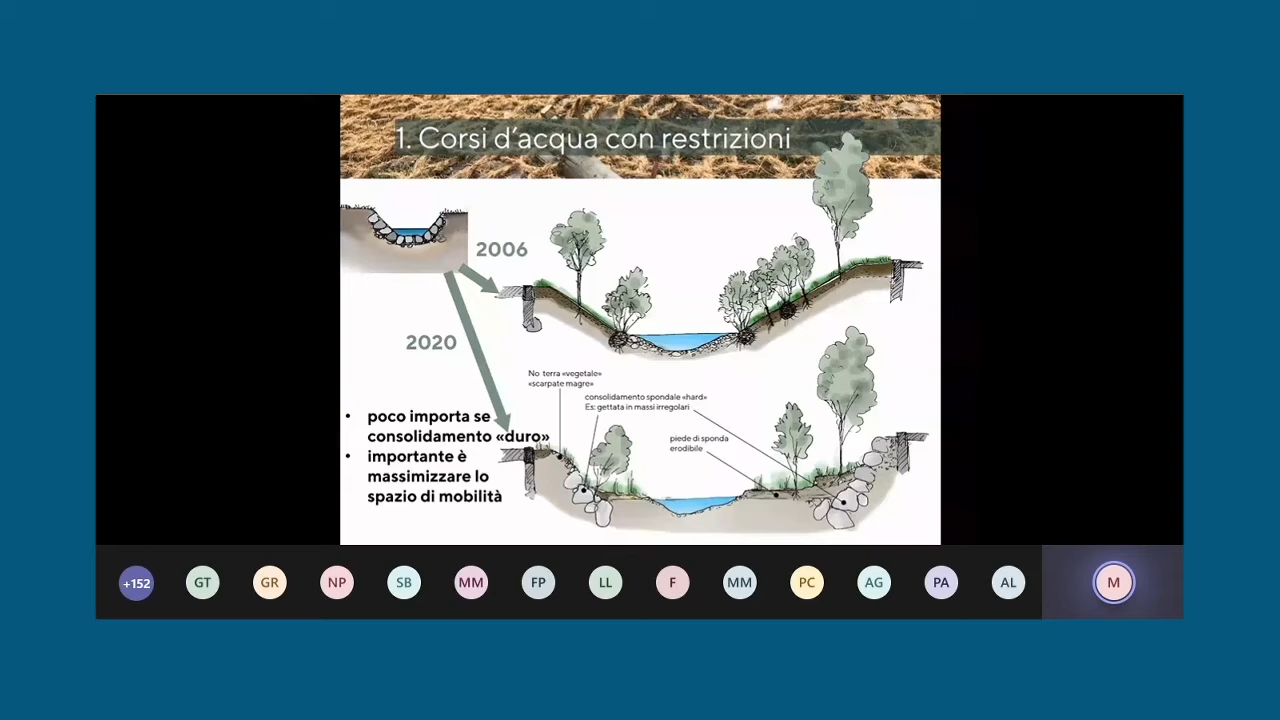 1. Corsi d'acqua con restrizioni
2006
2020
No terra «vegetale»
«scarpate magre»
consolidamento spondale «hard»
Es: gettata in massi irregolari
piede di sponda
erodibile
• poco importa se
consolidamento «duro»
• importante è
massimizzare lo
spazio di mobilità
+152
GT
GR
NP
SB
MM
FP
LL
F
MM
PC
AG
PA
AL
M